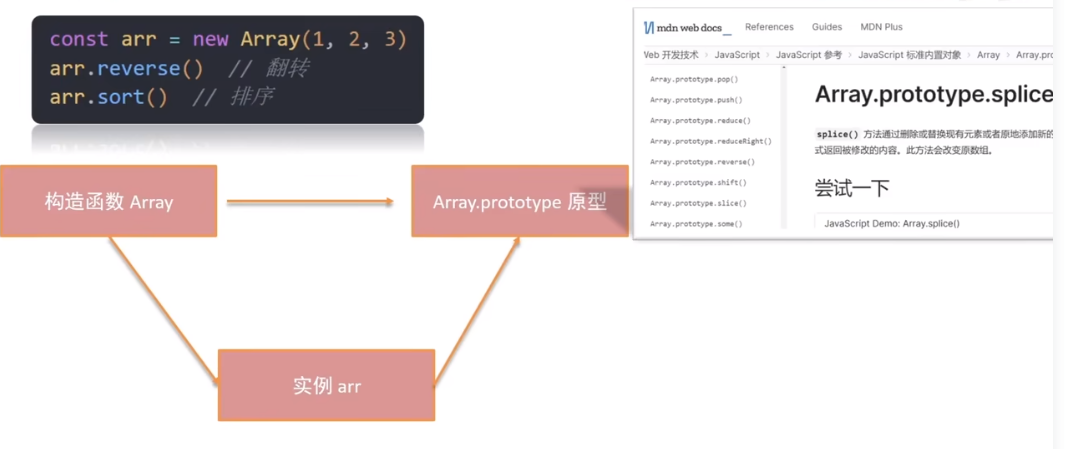 const arr = new Array(1, 2, 3)
arr.reverse() // 翻转
arr.sort() // 排序
构造函数 Array
Array.prototype 原型
实例 arr
mdn web docs_
References Guides MDN Plus
Web 开发技术 > JavaScript > JavaScript 参考 > JavaScript 标准内置对象 > Array > Array.pro
Array.prototype.pop()
Array.prototype.push()
Array.prototype.reduce()
Array.prototype.reduceRight()
Array.prototype.reverse()
Array.prototype.shift()
Array.prototype.slice()
Array.prototype.some()
Array.prototype.splice
splice() 方法通过删除或替换现有元素或者原地添加新的
式返回被修改的内容。此方法会改变原数组。
尝试一下
JavaScript Demo: Array.splice()